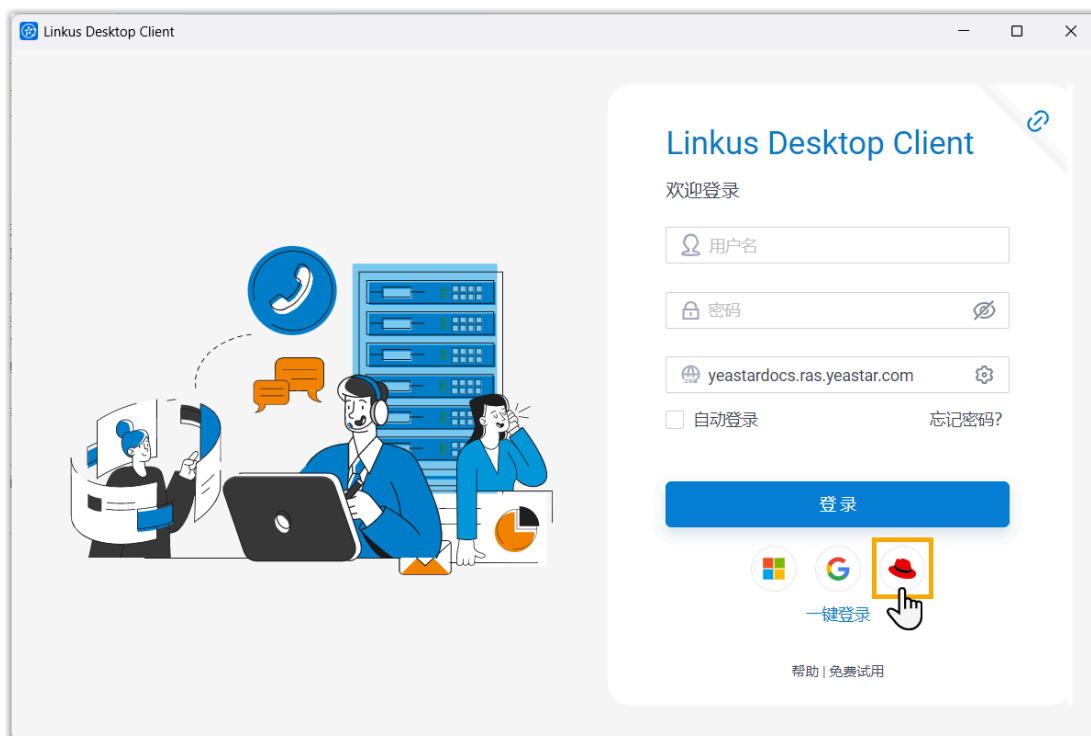 Linkus Desktop Client
Linkus Desktop Client
欢迎登录
用户名
密码
yeastardocs.ras.yeastar.com
自动登录 忘记密码?
登录
一键登录
帮助 | 免费试用